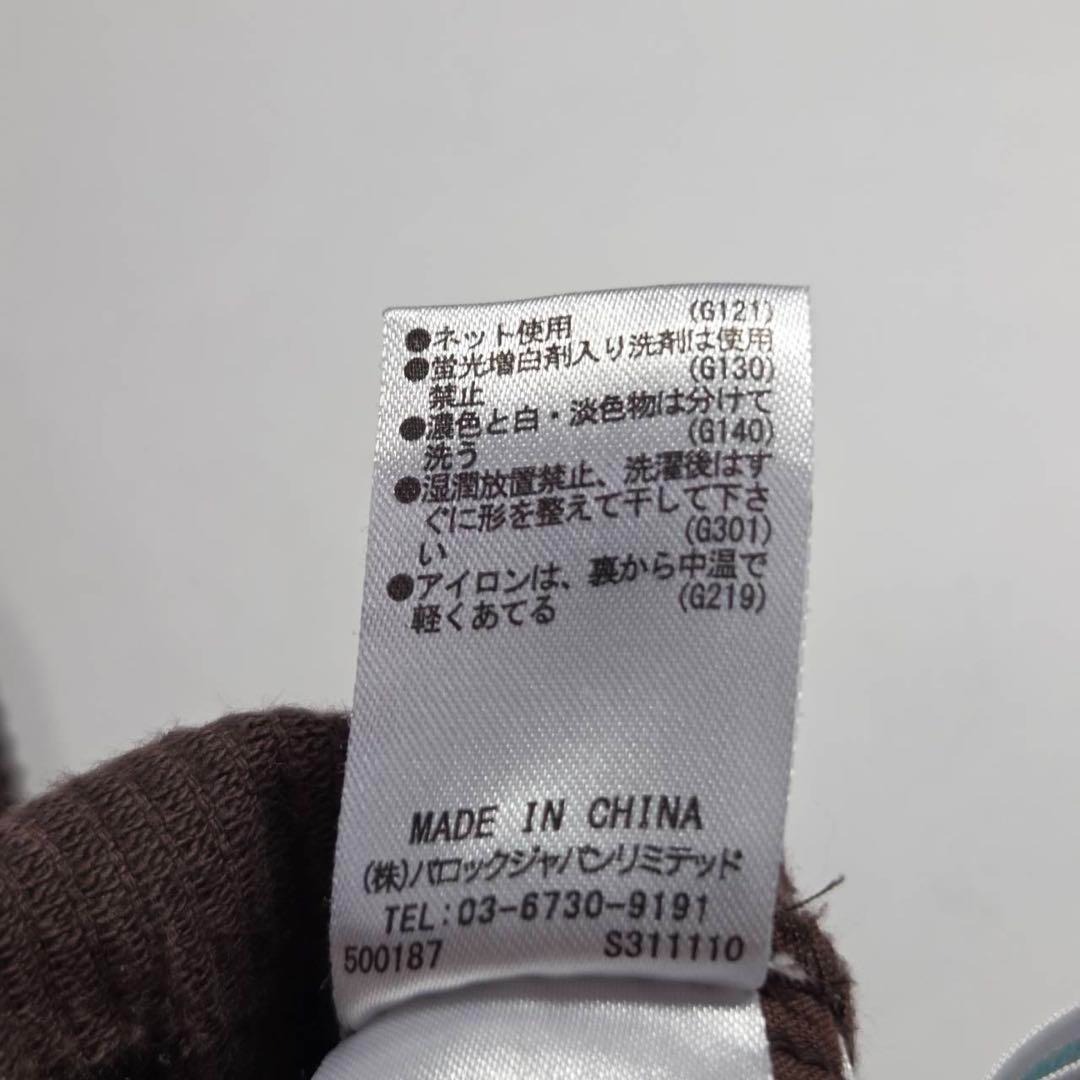 ●ネット使用 (G121)
●蛍光増白剤入り洗剤は使用
禁止 (G130)
●濃色と白・淡色物は分けて
洗う (G140)
●湿潤放置禁止、洗濯後はす
ぐに形を整えて干して下さ
い (G301)
●アイロンは、裏から中温で
軽くあてる (G219)
MADE IN CHINA
(株)バロックジャパンリミテッド
TEL:03-6730-9191
500187 S311110